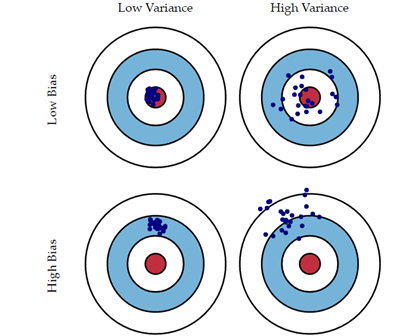 Low Variance
High Variance
Low Bias
High Bias